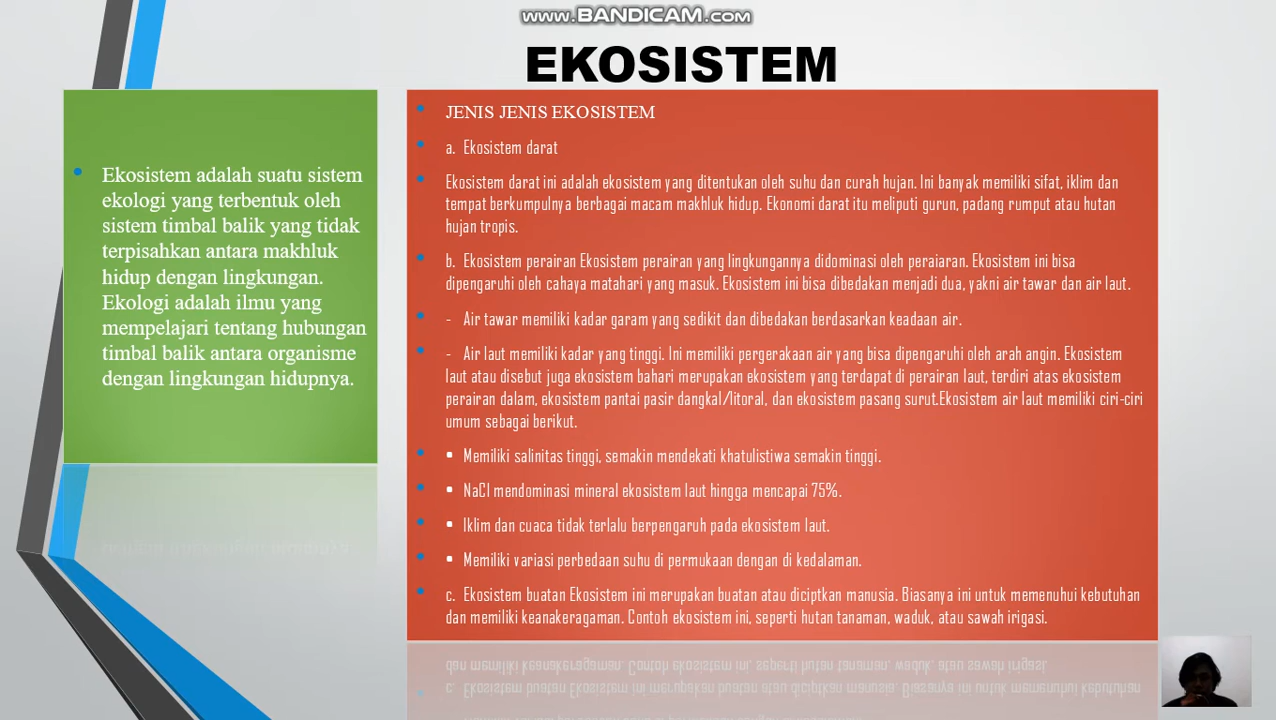 WWW.BANDICAM.COM
EKOSISTEM
Ekosistem adalah suatu sistem
ekologi yang terbentuk oleh
sistem timbal balik yang tidak
terpisahkan antara makhluk
hidup dengan lingkungan.
Ekologi adalah ilmu yang
mempelajari tentang hubungan
timbal balik antara organisme
dengan lingkungan hidupnya.
JENIS JENIS EKOSISTEM
a. Ekosistem darat
Ekosistem darat ini adalah ekosistem yang ditentukan oleh suhu dan curah hujan. Ini banyak memiliki sifat, iklim dan
tempat berkumpulnya berbagai macam makhluk hidup. Ekonomi darat itu meliputi gurun, padang rumput atau hutan
hujan tropis.
b. Ekosistem perairan Ekosistem perairan yang lingkungannya didominasi oleh peraiaran. Ekosistem ini bisa
dipengaruhi oleh cahaya matahari yang masuk. Ekosistem ini bisa dibedakan menjadi dua, yakni air tawar dan air laut.
- Air tawar memiliki kadar garam yang sedikit dan dibedakan berdasarkan keadaan air.
- Air laut memiliki kadar yang tinggi. Ini memiliki pergerakaan air yang bisa dipengaruhi oleh arah angin. Ekosistem
laut atau disebut juga ekosistem bahari merupakan ekosistem yang terdapat di perairan laut, terdiri atas ekosistem
perairan dalam, ekosistem pantai pasir dangkal/litoral, dan ekosistem pasang surut.Ekosistem air laut memiliki ciri-ciri
umum sebagai berikut.
▪ Memiliki salinitas tinggi, semakin mendekati khatulistiwa semakin tinggi.
▪ NaCl mendominasi mineral ekosistem laut hingga mencapai 75%.
▪ Iklim dan cuaca tidak terlalu berpengaruh pada ekosistem laut.
▪ Memiliki variasi perbedaan suhu di permukaan dengan di kedalaman.
c. Ekosistem buatan Ekosistem ini merupakan buatan atau diciptkan manusia. Biasanya ini untuk memenuhui kebutuhan
dan memiliki keanakeragaman. Contoh ekosistem ini, seperti hutan tanaman, waduk, atau sawah irigasi.